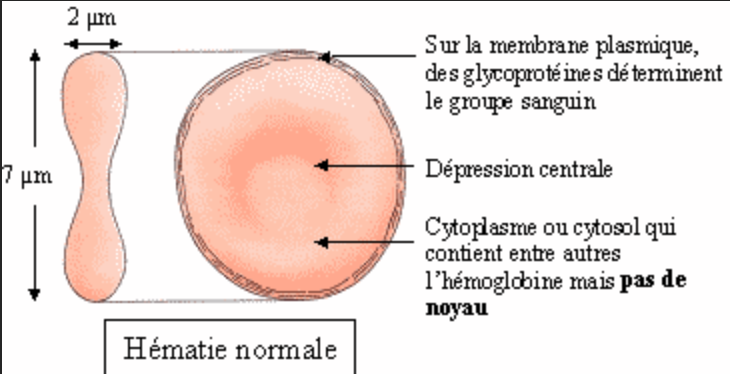 2 µm
Sur la membrane plasmique,
des glycoprotéines déterminent
le groupe sanguin
7 µm
Dépression centrale
Cytoplasme ou cytosol qui
contient entre autres
l'hémoglobine mais pas de
noyau
Hématie normale